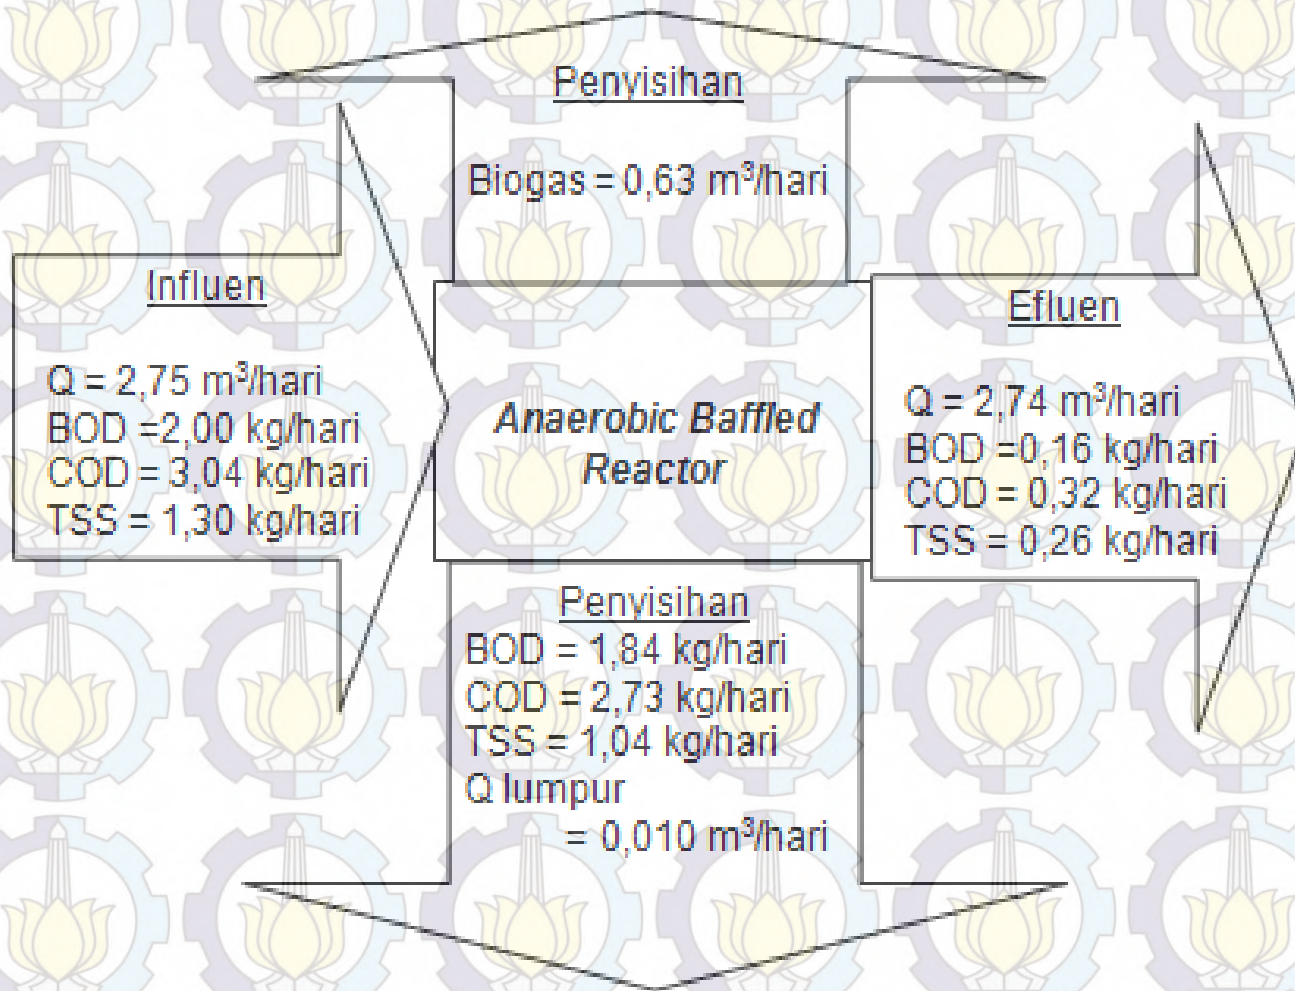 Penyisihan
Biogas = 0,63 m³/hari
Influen
Q = 2,75 m³/hari
BOD =2,00 kg/hari
COD = 3,04 kg/hari
TSS = 1,30 kg/hari
Anaerobic Baffled
Reactor
Efluen
Q = 2,74 m³/hari
BOD =0,16 kg/hari
COD = 0,32 kg/hari
TSS = 0,26 kg/hari
Penyisihan
BOD = 1,84 kg/hari
COD = 2,73 kg/hari
TSS = 1,04 kg/hari
Q lumpur
= 0,010 m³/hari